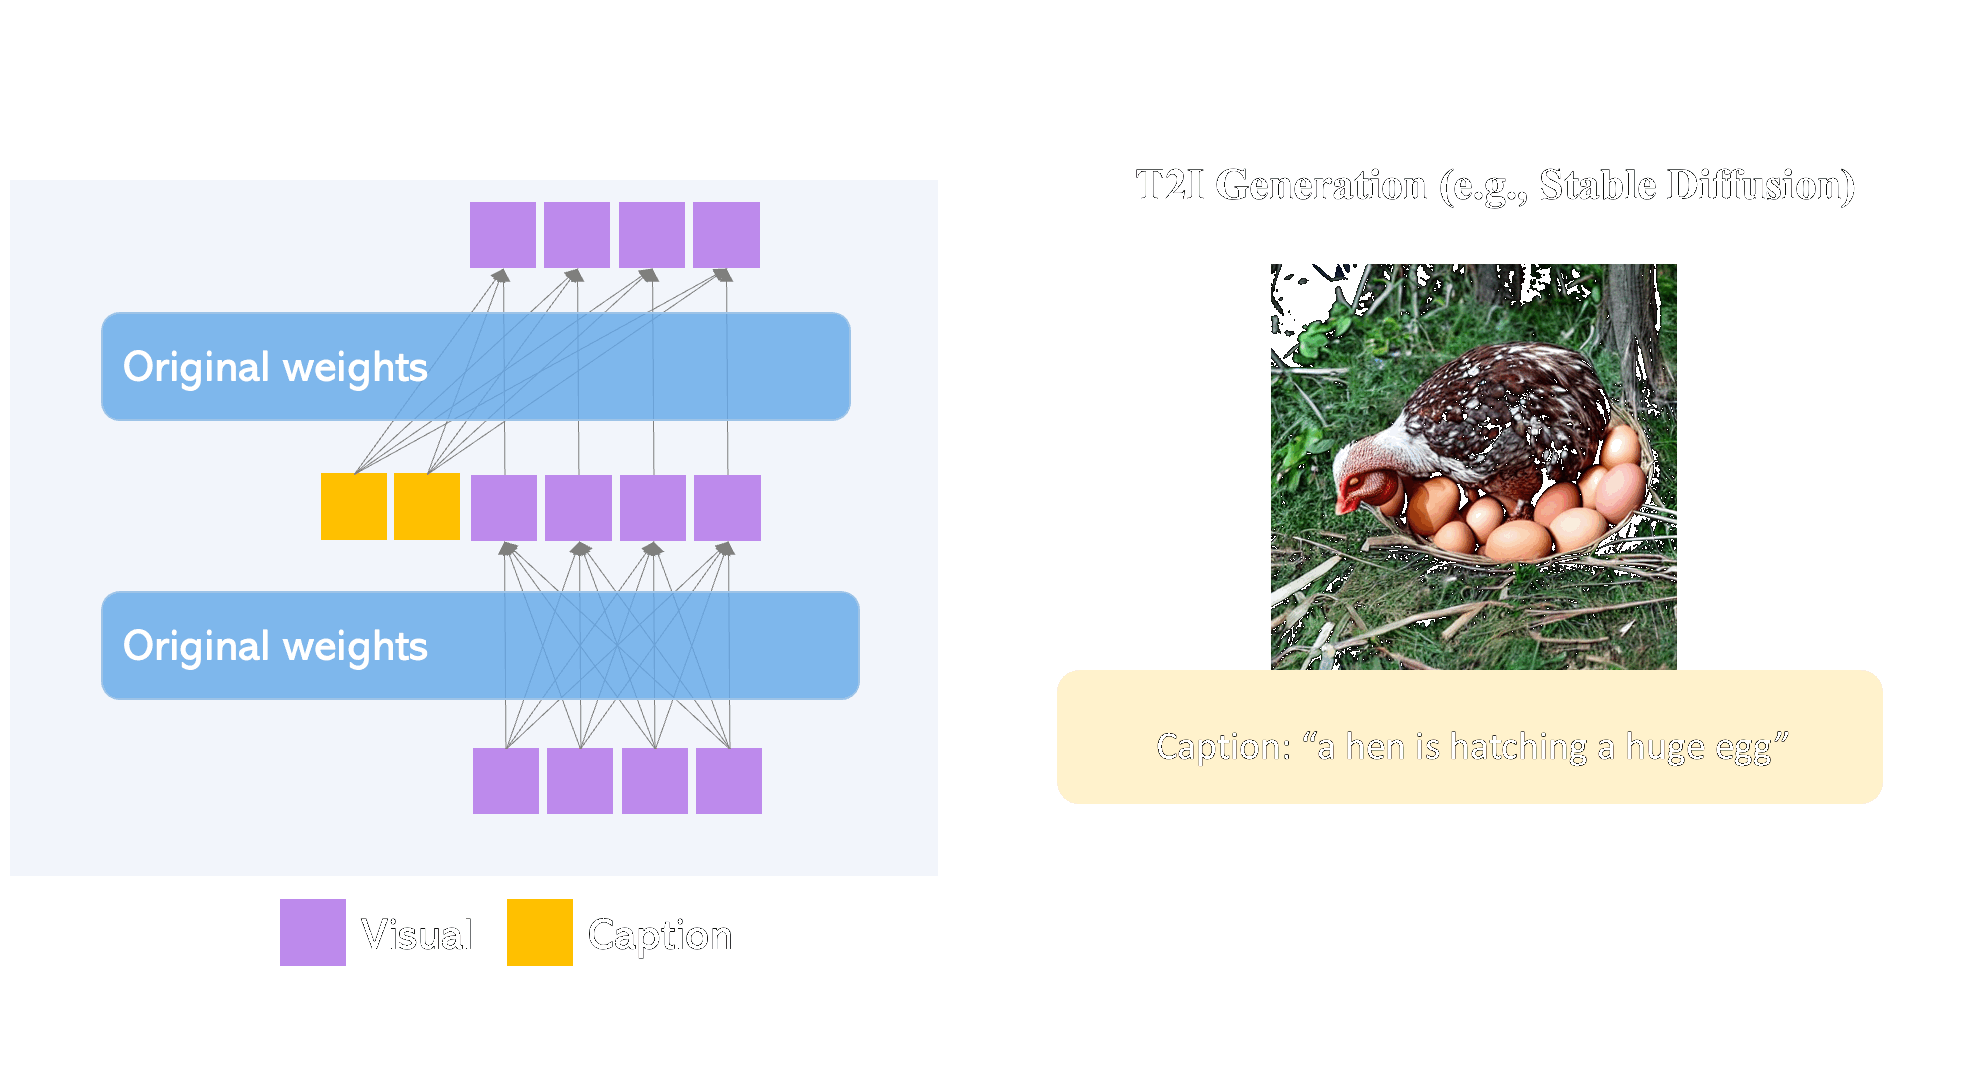 T2I Generation (e.g., Stable Diffusion)
Original weights
Original weights
Caption: “a hen is hatching a huge egg”
Visual
Caption